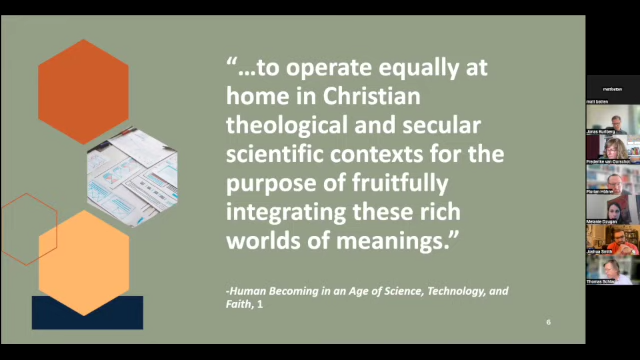 “…to operate equally at
home in Christian
theological and secular
scientific contexts for the
purpose of fruitfully
integrating these rich
worlds of meanings.”
-Human Becoming in an Age of Science, Technology, and
Faith, 1
6